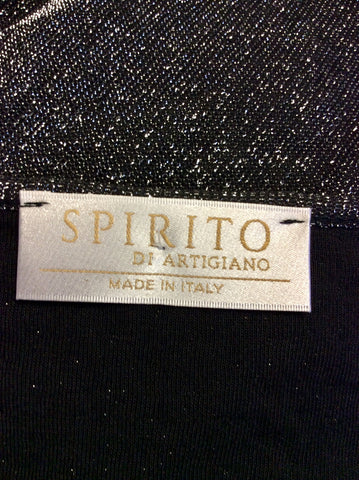 SPIRITO
DI ARTIGIANO
MADE IN ITALY